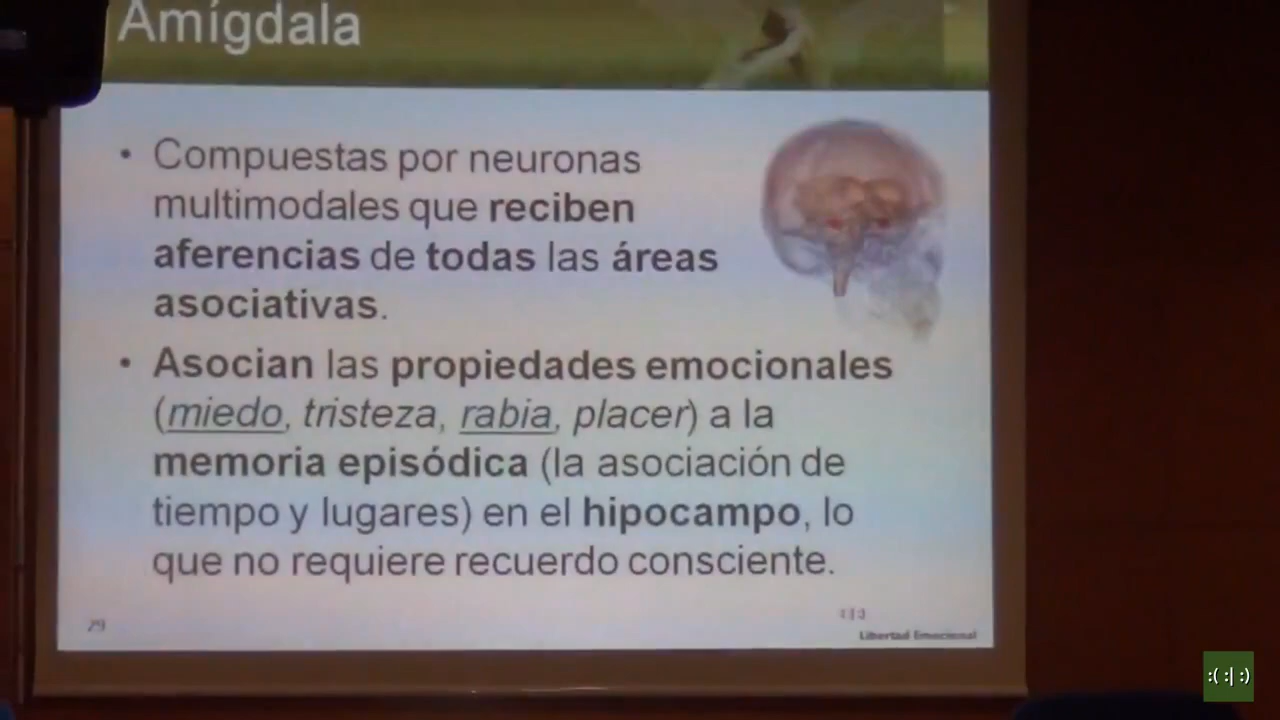 Amígdala
• Compuestas por neuronas
multimodales que reciben
aferencias de todas las áreas
asociativas.
• Asocian las propiedades emocionales
(miedo, tristeza, rabia, placer) a la
memoria episódica (la asociación de
tiempo y lugares) en el hipocampo, lo
que no requiere recuerdo consciente.
29
:|:)
Libertad Emocional
:( :| :)